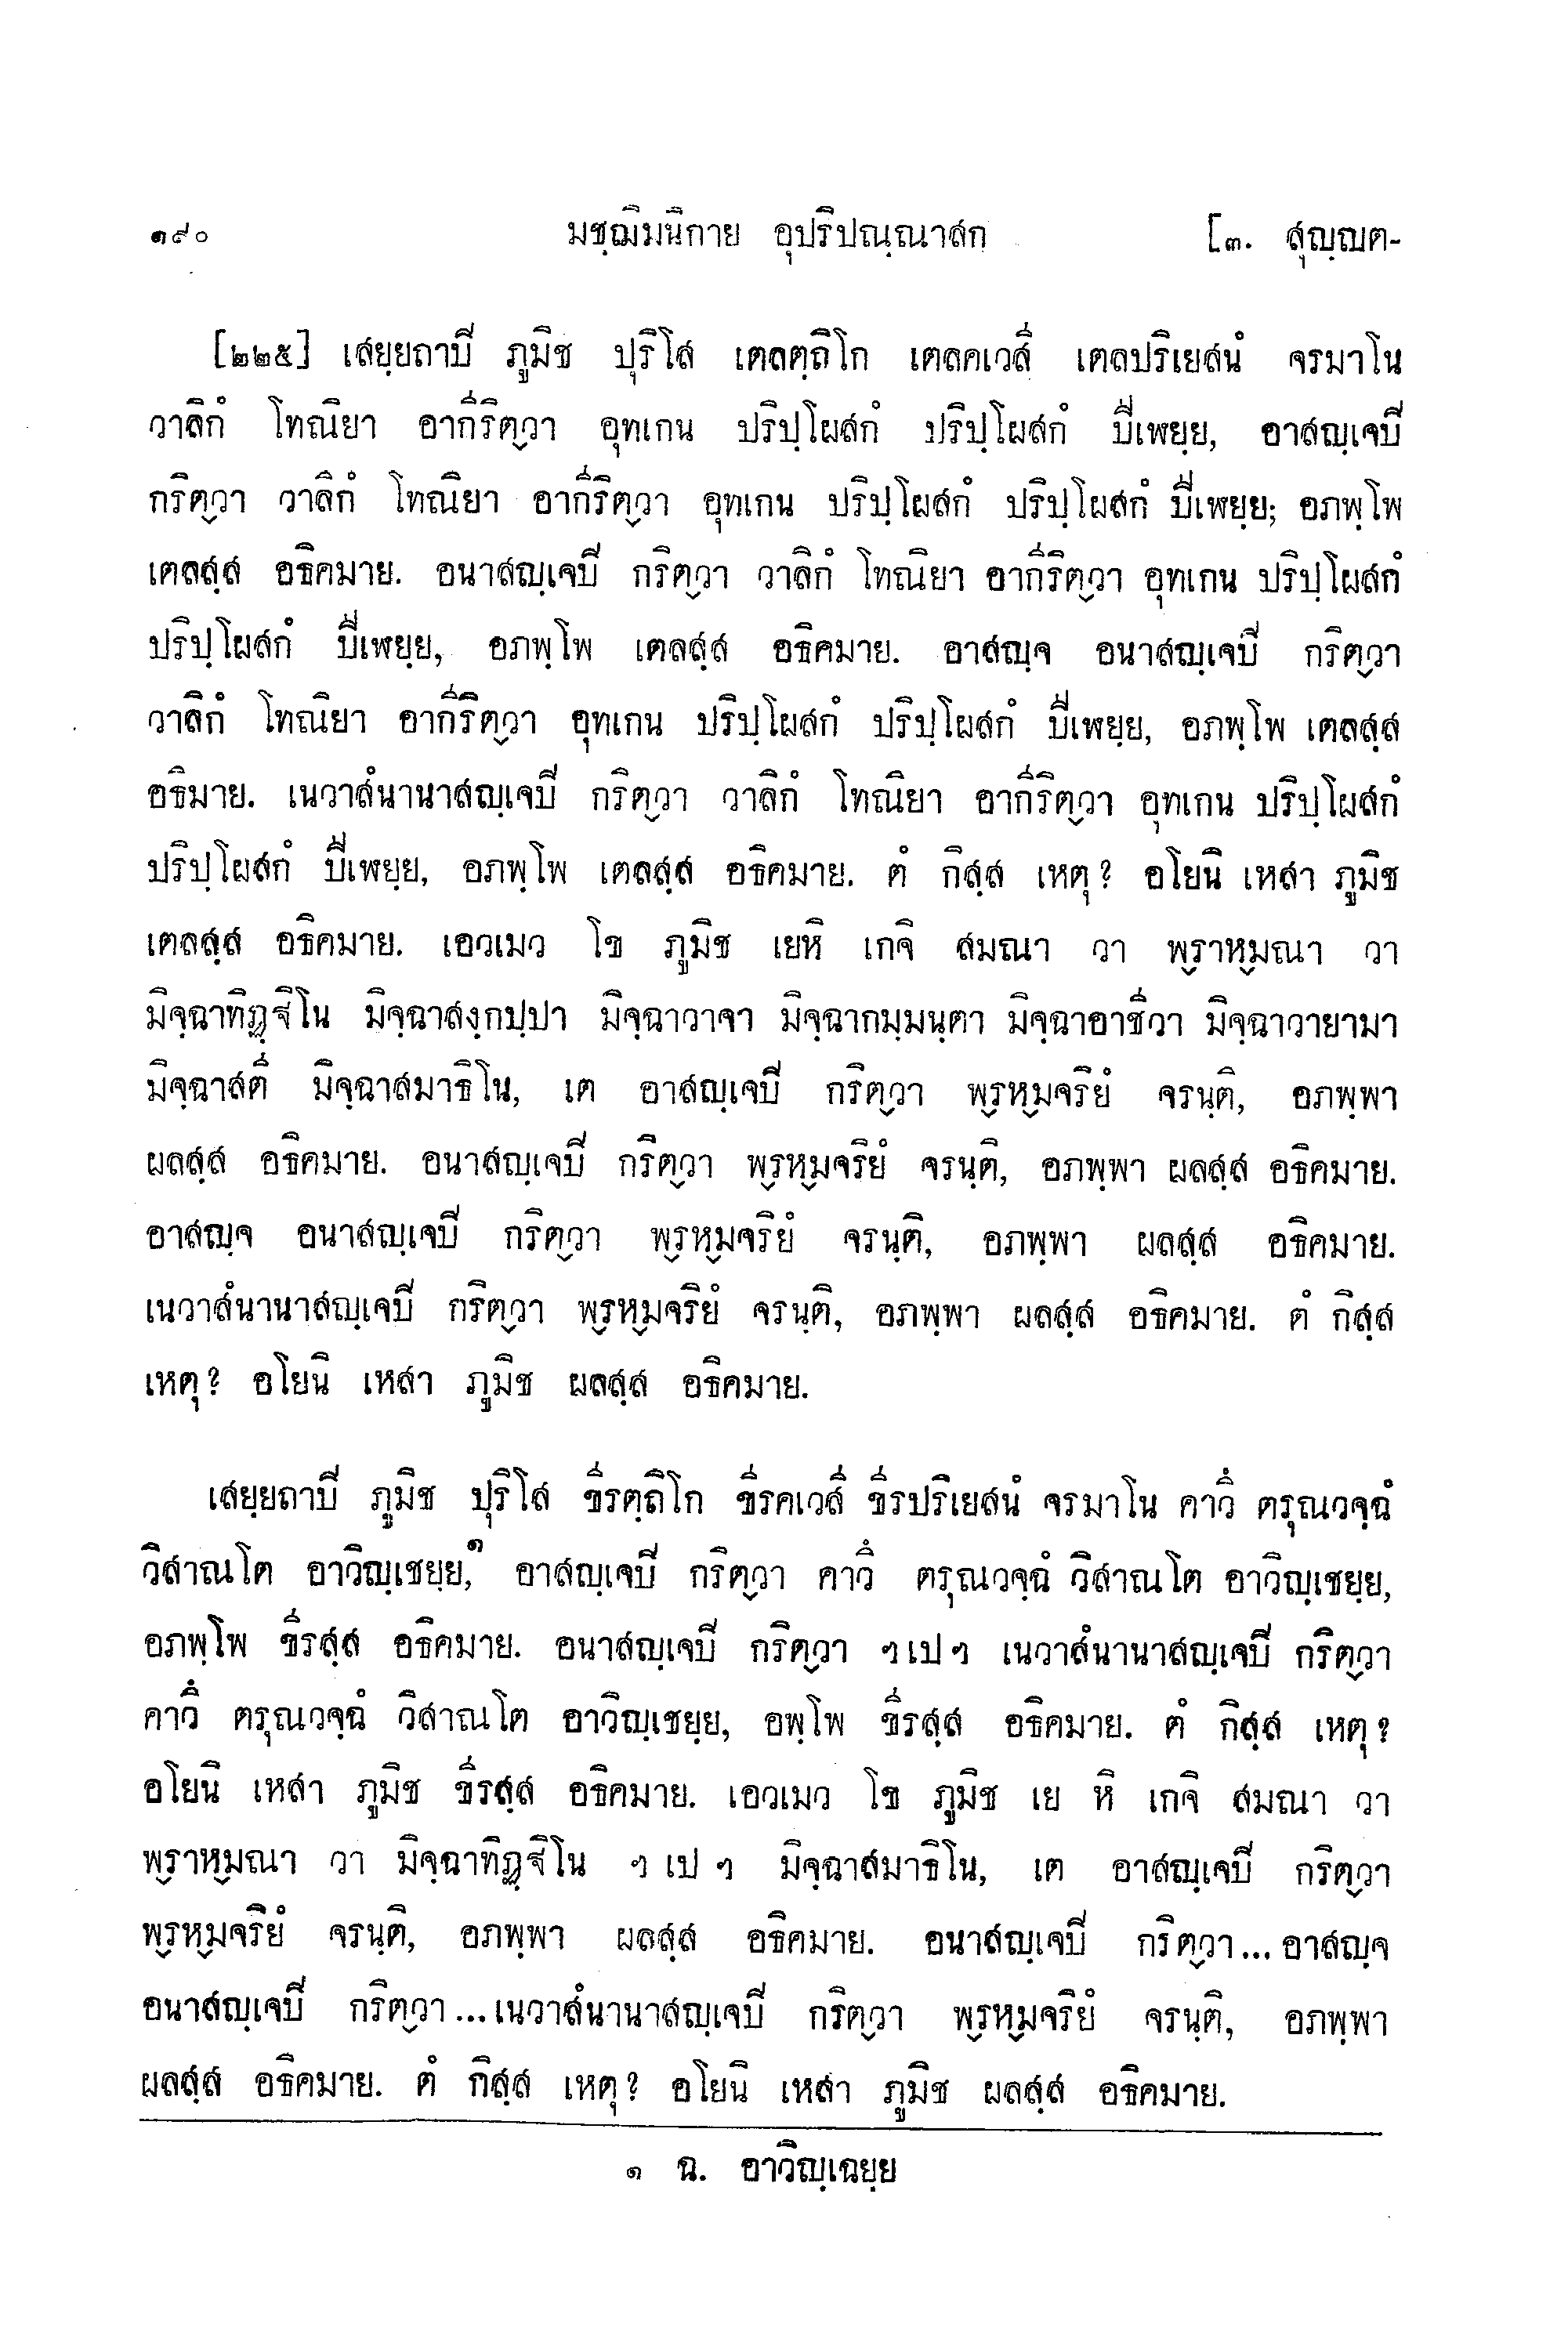 ๑๙๐ มชฺฌิมนิกาย อุปริปณฺณาสก [๓. สุญฺญต-
[๒๒๕] เสยฺยถาปี ภูมิช ปุริโส เตลตฺถิโก เตลคเวสี เตลปริเยสนํ จรมาโน
วาลิกํ โทณิยา อากีริตฺวา อุทเกน ปริปฺโผสกํ ปริปฺโผสกํ ปีเฬยฺย, อาสญฺเจปี
กริตฺวา วาลิกํ โทณิยา อากีริตฺวา อุทเกน ปริปฺโผสกํ ปริปฺโผสกํ ปีเฬยฺย; อภพฺโพ
เตลสฺส อธิคมาย. อนาสญฺเจปี กริตฺวา วาลิกํ โทณิยา อากีริตฺวา อุทเกน ปริปฺโผสกํ
ปริปฺโผสกํ ปีเฬยฺย, อภพฺโพ เตลสฺส อธิคมาย. อาสญฺจ อนาสญฺเจปี กริตฺวา
วาลิกํ โทณิยา อากีริตฺวา อุทเกน ปริปฺโผสกํ ปริปฺโผสกํ ปีเฬยฺย, อภพฺโพ เตลสฺส
อธิมาย. เนวาสํนานาสญฺเจปี กริตฺวา วาลิกํ โทณิยา อากีริตฺวา อุทเกน ปริปฺโผสกํ
ปริปฺโผสกํ ปีเฬยฺย, อภพฺโพ เตลสฺส อธิคมาย. ตํ กิสฺส เหตุ? อโยนิ เหสา ภูมิช
เตลสฺส อธิคมาย. เอวเมว โข ภูมิช เยหิ เกจิ สมณา วา พฺราหฺมณา วา
มิจฺฉาทิฏฺฐิโน มิจฺฉาสงฺกปฺปา มิจฺฉาวาจา มิจฺฉากมฺมนฺตา มิจฺฉาอาชีวา มิจฺฉาวายามา
มิจฺฉาสตี มิจฺฉาสมาธิโน, เต อาสญฺเจปี กริตฺวา พฺรหฺมจริยํ จรนฺติ, อภพฺพา
ผลสฺส อธิคมาย. อนาสญฺเจปี กริตฺวา พฺรหฺมจริยํ จรนฺติ, อภพฺพา ผลสฺส อธิคมาย.
อาสญฺจ อนาสญฺเจปี กริตฺวา พฺรหฺมจริยํ จรนฺติ, อภพฺพา ผลสฺส อธิคมาย.
เนวาสํนานาสญฺเจปี กริตฺวา พฺรหฺมจริยํ จรนฺติ, อภพฺพา ผลสฺส อธิคมาย. ตํ กิสฺส
เหตุ? อโยนิ เหสา ภูมิช ผลสฺส อธิคมาย.
เสยฺยถาปี ภูมิช ปุริโส ขีรตฺถิโก ขีรคเวสี ขีรปริเยสนํ จรมาโน คาวึ ตรุณวจฺฉํ
วิสาณโต อาวิญฺเชยฺย,๑ อาสญฺเจปี กริตฺวา คาวึ ตรุณวจฺฉํ วิสาณโต อาวิญฺเชยฺย,
อภพฺโพ ขีรสฺส อธิคมาย. อนาสญฺเจปี กริตฺวา ฯ เป ฯ เนวาสํนานาสญฺเจปี กริตฺวา
คาวึ ตรุณวจฺฉํ วิสาณโต อาวิญฺเชยฺย, อพฺโพ ขีรสฺส อธิคมาย. ตํ กิสฺส เหตุ?
อโยนิ เหสา ภูมิช ขีรสฺส อธิคมาย. เอวเมว โข ภูมิช เย หิ เกจิ สมณา วา
พฺราหฺมณา วา มิจฺฉาทิฏฺฐิโน ฯ เป ฯ มิจฺฉาสมาธิโน, เต อาสญฺเจปี กริตฺวา
พฺรหฺมจริยํ จรนฺติ, อภพฺพา ผลสฺส อธิคมาย. อนาสญฺเจปี กริตฺวา... อาสญฺจ
อนาสญฺเจปี กริตฺวา...เนวาสํนานาสญฺเจปี กริตฺวา พฺรหฺมจริยํ จรนฺติ, อภพฺพา
ผลสฺส อธิคมาย. ตํ กิสฺส เหตุ? อโยนิ เหสา ภูมิช ผลสฺส อธิคมาย.
๑ ฉ. อาวิญฺเฉยฺย